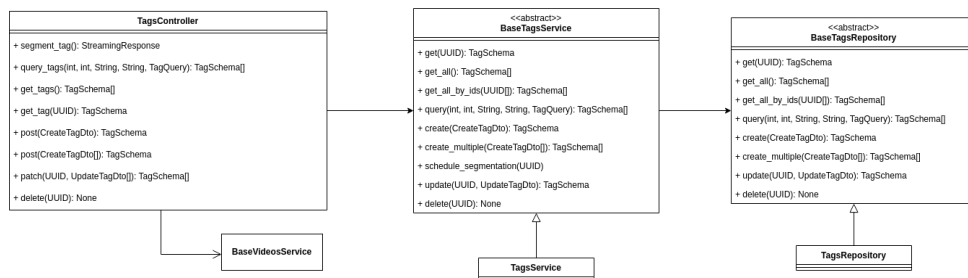 TagsController
+ segment_tag(): StreamingResponse
+ query_tags(int, int, String, String, TagQuery): TagSchema[]
+ get_tags(): TagSchema[]
+ get_tag(UUID): TagSchema
+ post(CreateTagDto): TagSchema
+ post(CreateTagDto[]): TagSchema
+ patch(UUID, UpdateTagDto[]): TagSchema[]
+ delete(UUID): None
BaseVideosService
<<abstract>>
BaseTagsService
+ get(UUID): TagSchema
+ get_all(): TagSchema[]
+ get_all_by_ids(UUID[]): TagSchema[]
+ query(int, int, String, String, TagQuery): TagSchema[]
+ create(CreateTagDto): TagSchema
+ create_multiple(CreateTagDto[]): TagSchema[]
+ schedule_segmentation(UUID)
+ update(UUID, UpdateTagDto): TagSchema
+ delete(UUID): None
TagsService
<<abstract>>
BaseTagsRepository
+ get(UUID): TagSchema
+ get_all(): TagSchema[]
+ get_all_by_ids(UUID[]): TagSchema[]
+ query(int, int, String, String, TagQuery): TagSchema[]
+ create(CreateTagDto): TagSchema
+ create_multiple(CreateTagDto[]): TagSchema[]
+ update(UUID, UpdateTagDto): TagSchema
+ delete(UUID): None
TagsRepository